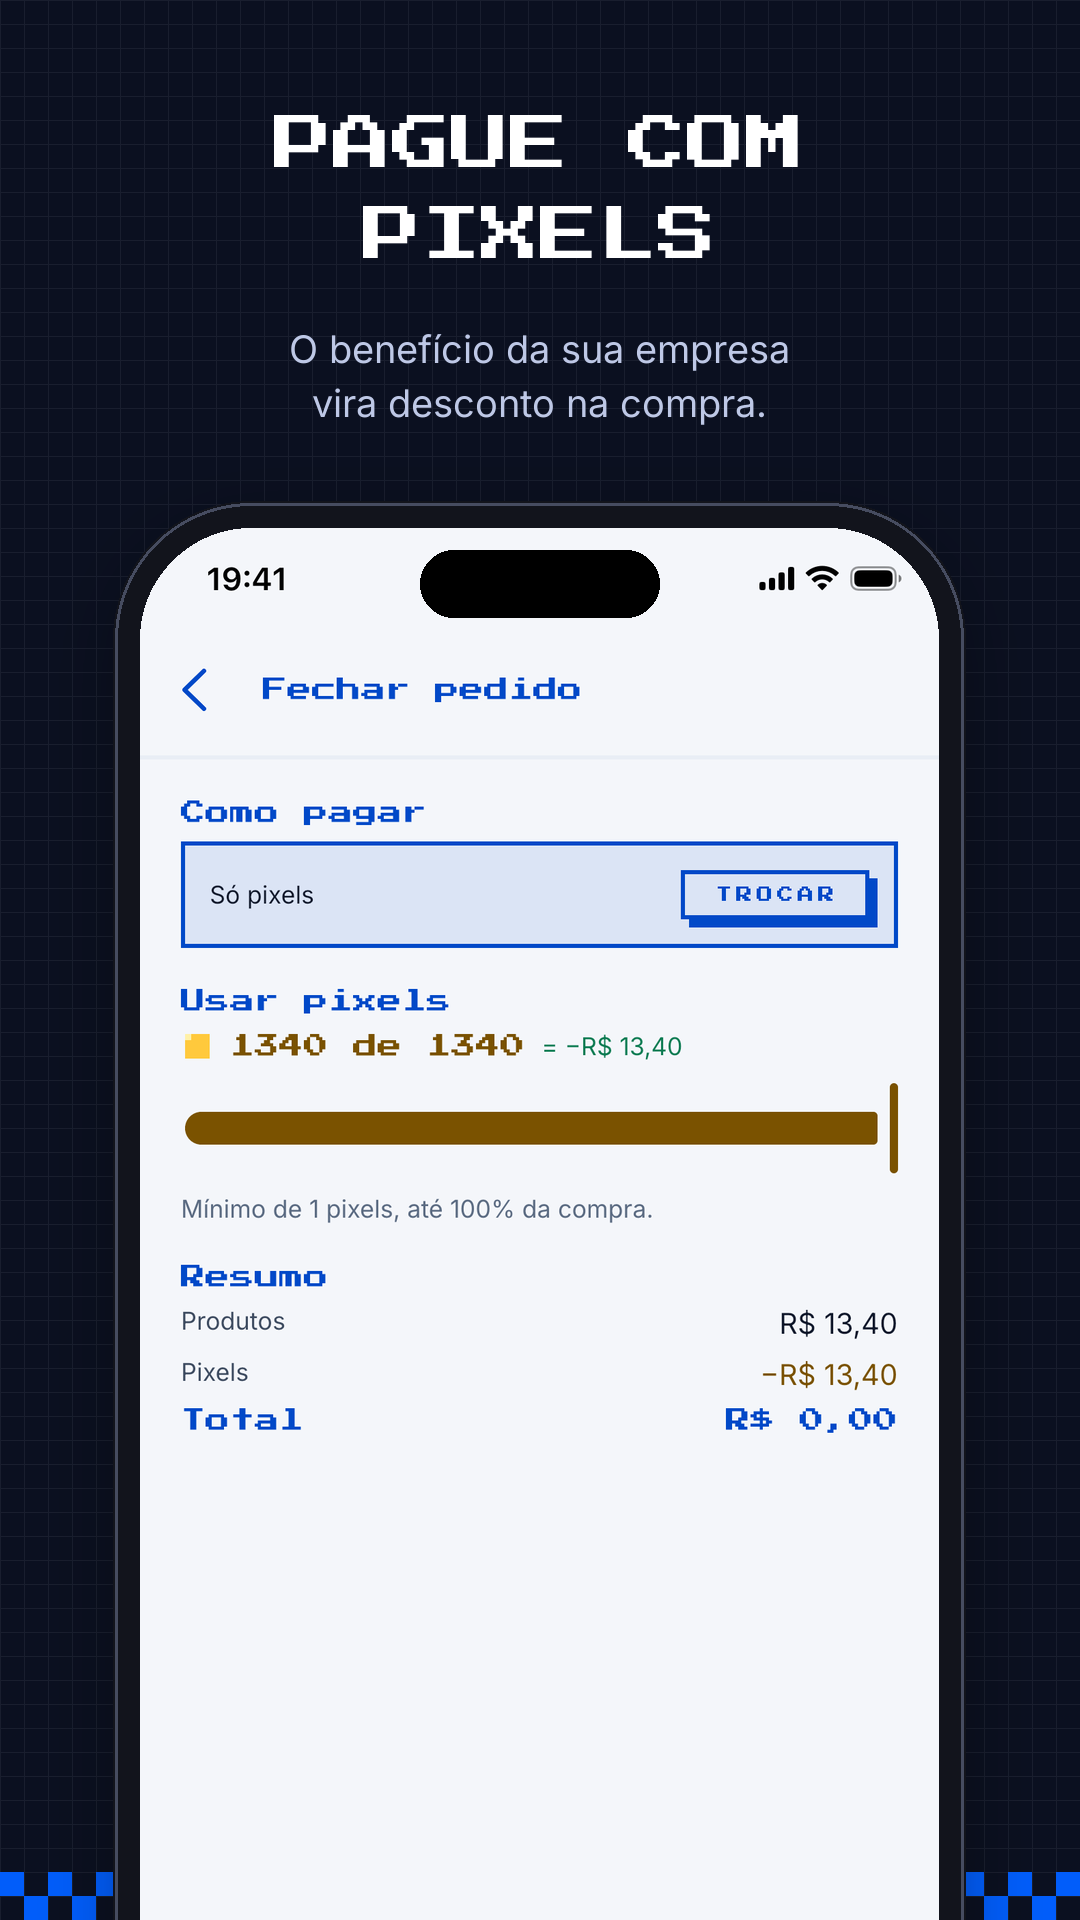 PAGUE COM
PIXELS
O benefício da sua empresa
vira desconto na compra.
19:41
Fechar pedido
Como pagar
Só pixels
TROCAR
Usar pixels
1340 de 1340 = −R$ 13,40
Mínimo de 1 pixels, até 100% da compra.
Resumo
Produtos R$ 13,40
Pixels −R$ 13,40
Total R$ 0,00